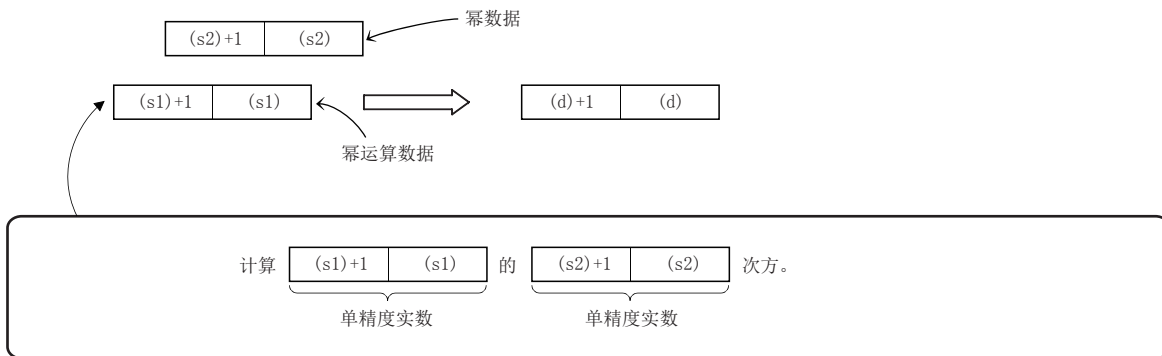 幂数据
(s2)+1 (s2)
(s1)+1 (s1) (d)+1 (d)
幂运算数据
计算 (s1)+1 (s1) 的 (s2)+1 (s2) 次方。
单精度实数 单精度实数